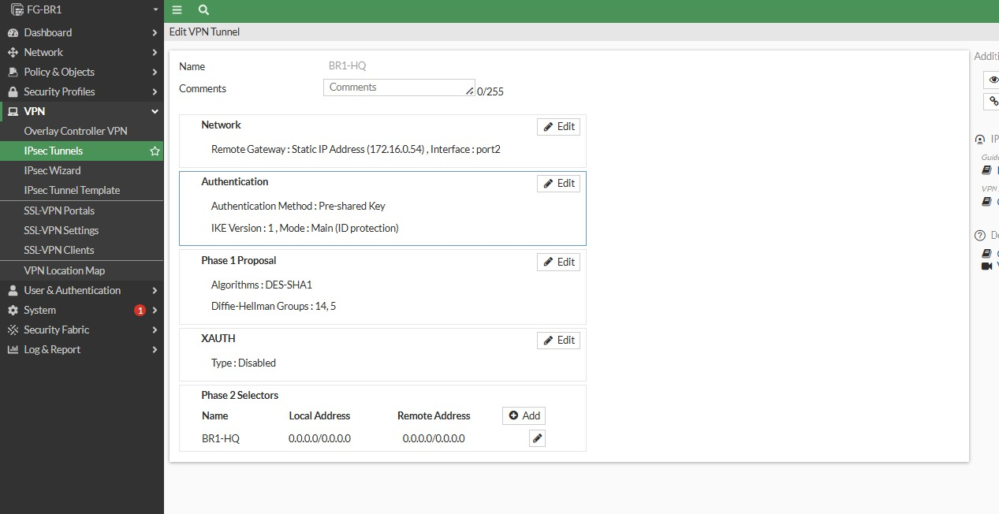 FG-BR1
Dashboard
Network
Policy & Objects
Security Profiles
VPN
Overlay Controller VPN
IPsec Tunnels
IPsec Wizard
IPsec Tunnel Template
SSL-VPN Portals
SSL-VPN Settings
SSL-VPN Clients
VPN Location Map
User & Authentication
System 1
Security Fabric
Log & Report
Edit VPN Tunnel
Name BR1-HQ
Comments Comments 0/255
Network Edit
Remote Gateway : Static IP Address (172.16.0.54) , Interface : port2
Authentication Edit
Authentication Method : Pre-shared Key
IKE Version : 1 , Mode : Main (ID protection)
Phase 1 Proposal Edit
Algorithms : DES-SHA1
Diffie-Hellman Groups : 14, 5
XAUTH Edit
Type : Disabled
Phase 2 Selectors
Name Local Address Remote Address Add
BR1-HQ 0.0.0.0/0.0.0.0 0.0.0.0/0.0.0.0
Additi
IP
Guide
VPN